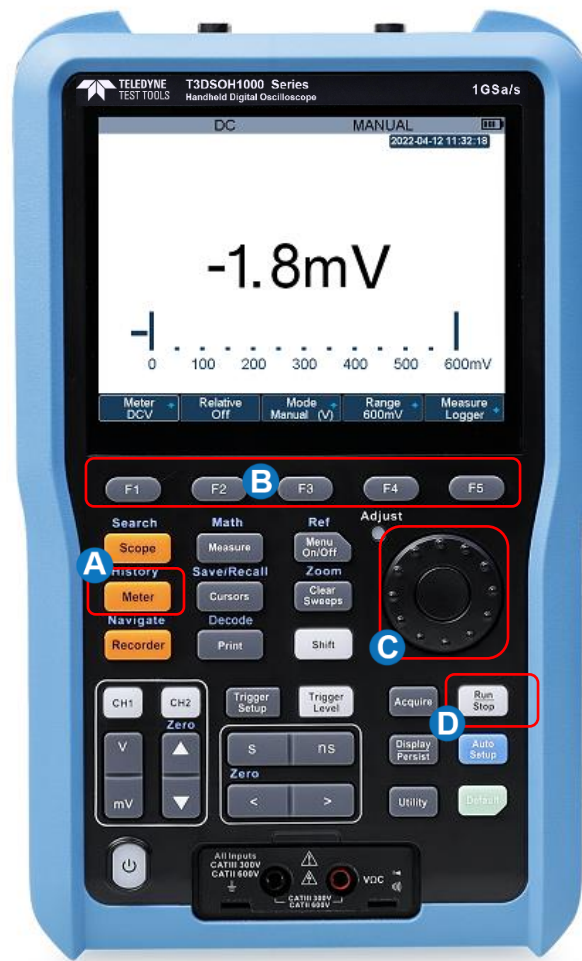 TELEDYNE T3DSOH1000 Series 1GSa/s
TEST TOOLS Handheld Digital Oscilloscope
DC MANUAL
2022-04-12 11:32:18
-1.8mV
0 100 200 300 400 500 600mV
Meter Relative Mode Range Measure
DCV Off Manual (V) 600mV Logger
F1 F2 B F3 F4 F5
Search Math Ref Adjust
Scope Measure Menu
On/Off
A
History Save/Recall Zoom
Meter Cursors Clear
Sweeps
C
Navigate Decode
Recorder Print Shift
CH1 CH2 Trigger
Setup Trigger
Level Acquire Run
Stop
D
Zero
V s ns Display
Persist Auto
Setup
Zero
mV < > Utility Default
All Inputs
CATIII 300V
CATII 600V
VΩC
CATIII 300V
CATII 600V